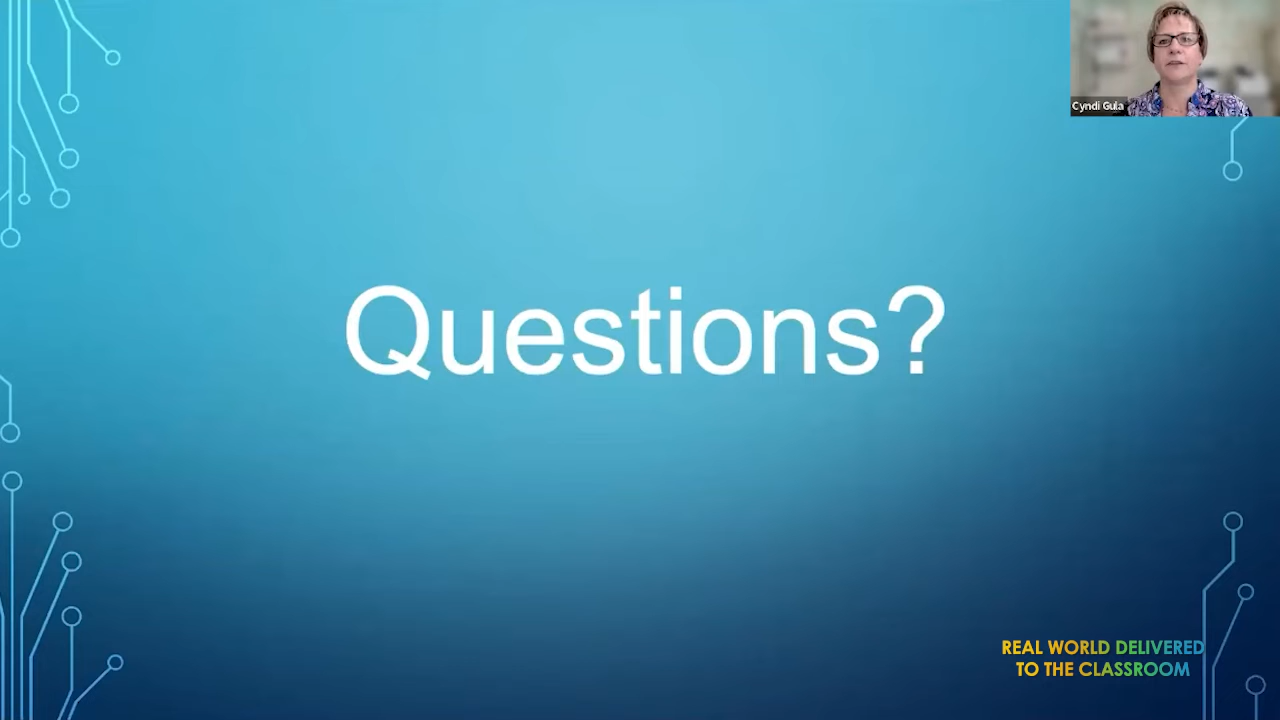 Cyndi Gula
Questions?
REAL WORLD DELIVERED
TO THE CLASSROOM